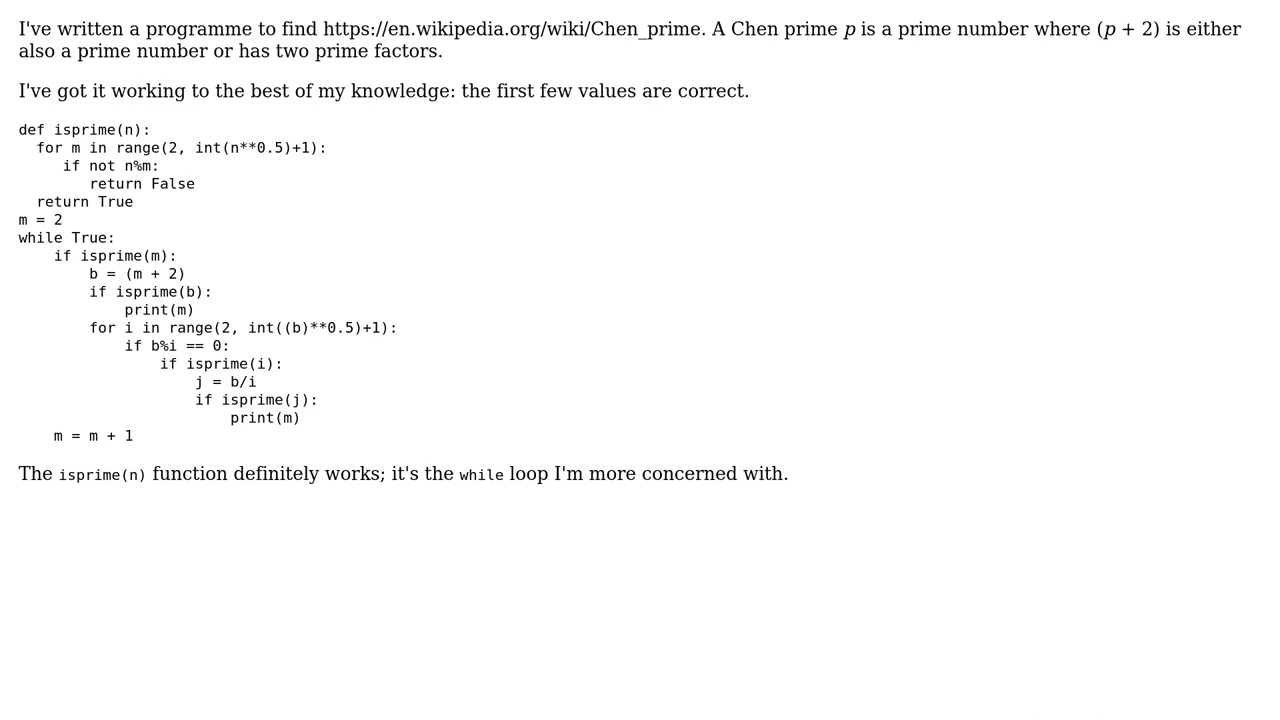 I've written a programme to find https://en.wikipedia.org/wiki/Chen_prime. A Chen prime p is a prime number where (p + 2) is either
also a prime number or has two prime factors.
I've got it working to the best of my knowledge: the first few values are correct.
def isprime(n):
  for m in range(2, int(n**0.5)+1):
     if not n%m:
        return False
  return True
m = 2
while True:
    if isprime(m):
        b = (m + 2)
        if isprime(b):
            print(m)
        for i in range(2, int((b)**0.5)+1):
            if b%i == 0:
                if isprime(i):
                    j = b/i
                    if isprime(j):
                        print(m)
    m = m + 1
The isprime(n) function definitely works; it's the while loop I'm more concerned with.